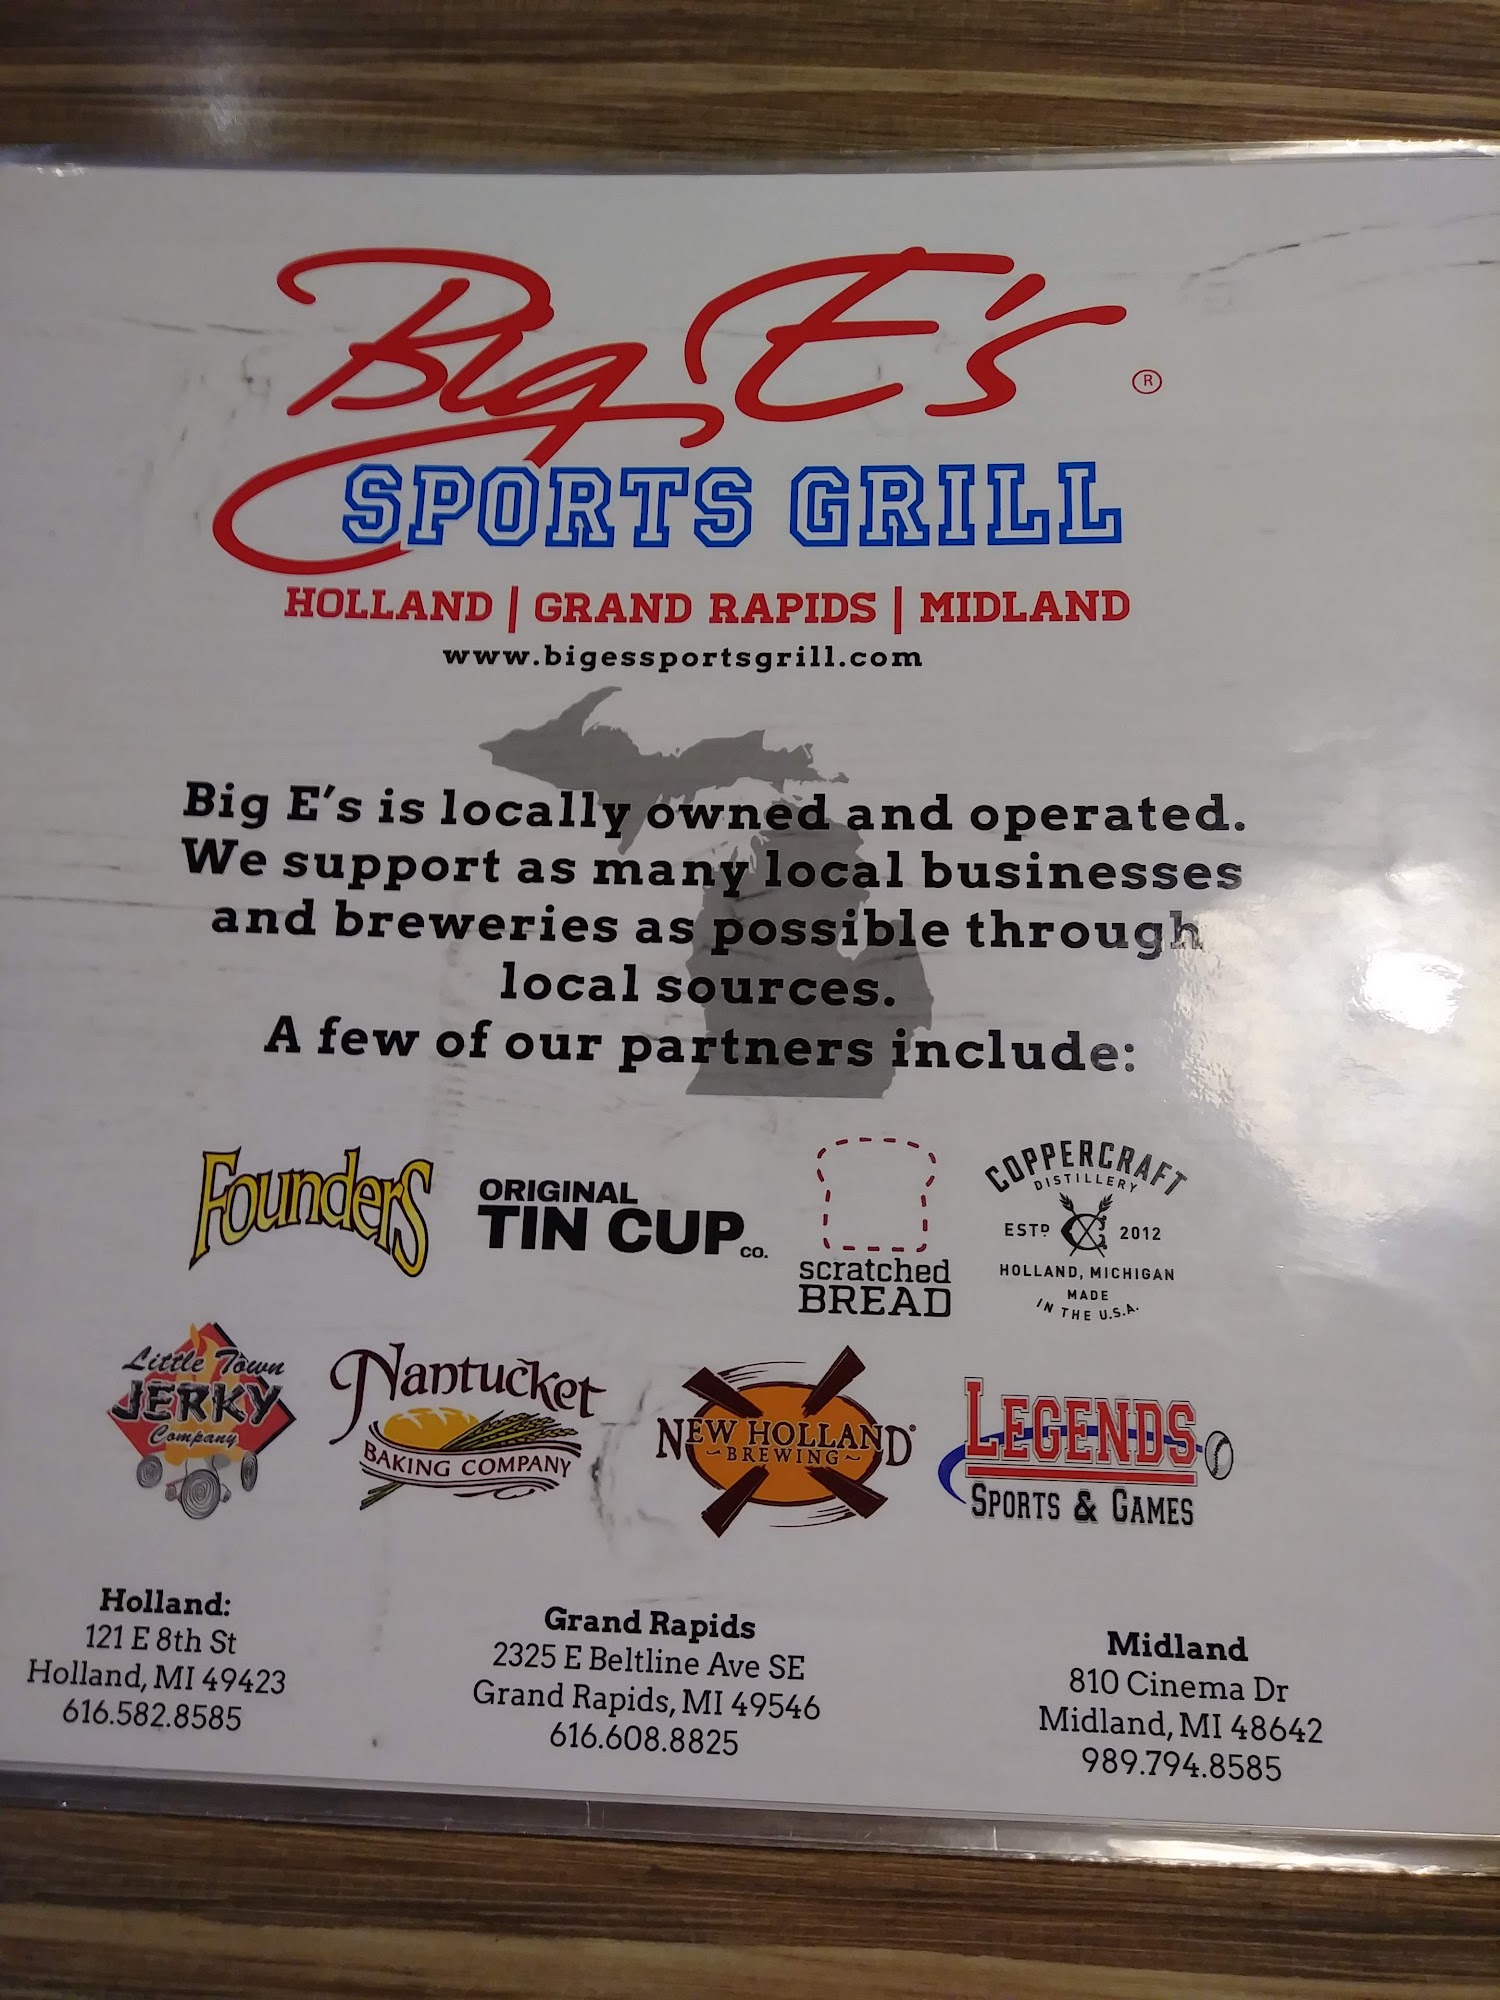 Big E's ®
SPORTS GRILL
HOLLAND | GRAND RAPIDS | MIDLAND
www.bigessportsgrill.com
Big E's is locally owned and operated.
We support as many local businesses
and breweries as possible through
local sources.
A few of our partners include:
Founders
ORIGINAL
TIN CUP CO.
scratched
BREAD
COPPERCRAFT
DISTILLERY
ESTD 2012
HOLLAND, MICHIGAN
MADE
IN THE U.S.A.
Little Town
JERKY
Company
Nantucket
BAKING COMPANY
NEW HOLLAND®
~BREWING~
LEGENDS
SPORTS & GAMES
Holland:
121 E 8th St
Holland, MI 49423
616.582.8585
Grand Rapids
2325 E Beltline Ave SE
Grand Rapids, MI 49546
616.608.8825
Midland
810 Cinema Dr
Midland, MI 48642
989.794.8585